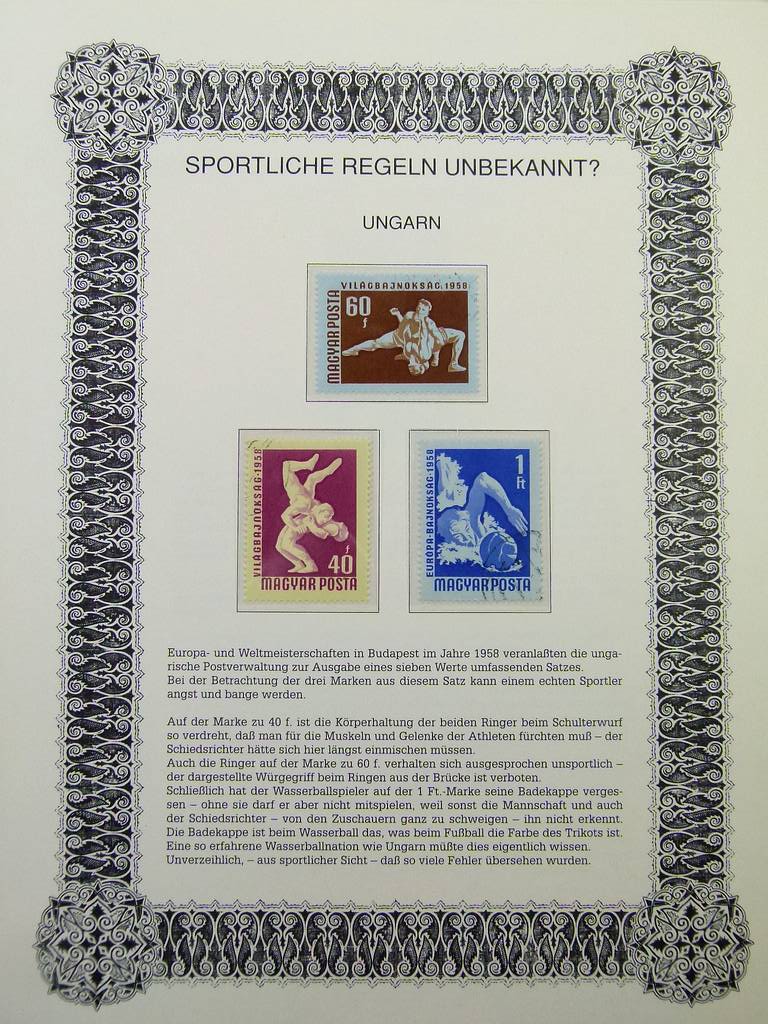 SPORTLICHE REGELN UNBEKANNT?
UNGARN
VILÁGBAJNOKSÁG·1958
60
f
MAGYAR POSTA
VILÁGBAJNOKSÁG·1958
40
f
MAGYAR POSTA
EUROPA-BAJNOKSÁG·1958
1
Ft
MAGYAR POSTA
Europa- und Weltmeisterschaften in Budapest im Jahre 1958 veranlaßten die unga-
rische Postverwaltung zur Ausgabe eines sieben Werte umfassenden Satzes.
Bei der Betrachtung der drei Marken aus diesem Satz kann einem echten Sportler
angst und bange werden.
Auf der Marke zu 40 f. ist die Körperhaltung der beiden Ringer beim Schulterwurf
so verdreht, daß man für die Muskeln und Gelenke der Athleten fürchten muß – der
Schiedsrichter hätte sich hier längst einmischen müssen.
Auch die Ringer auf der Marke zu 60 f. verhalten sich ausgesprochen unsportlich –
der dargestellte Würgegriff beim Ringen aus der Brücke ist verboten.
Schließlich hat der Wasserballspieler auf der 1 Ft.-Marke seine Badekappe verges-
sen – ohne sie darf er aber nicht mitspielen, weil sonst die Mannschaft und auch
der Schiedsrichter – von den Zuschauern ganz zu schweigen – ihn nicht erkennt.
Die Badekappe ist beim Wasserball das, was beim Fußball die Farbe des Trikots ist.
Eine so erfahrene Wasserballnation wie Ungarn müßte dies eigentlich wissen.
Unverzeihlich, – aus sportlicher Sicht – daß so viele Fehler übersehen wurden.